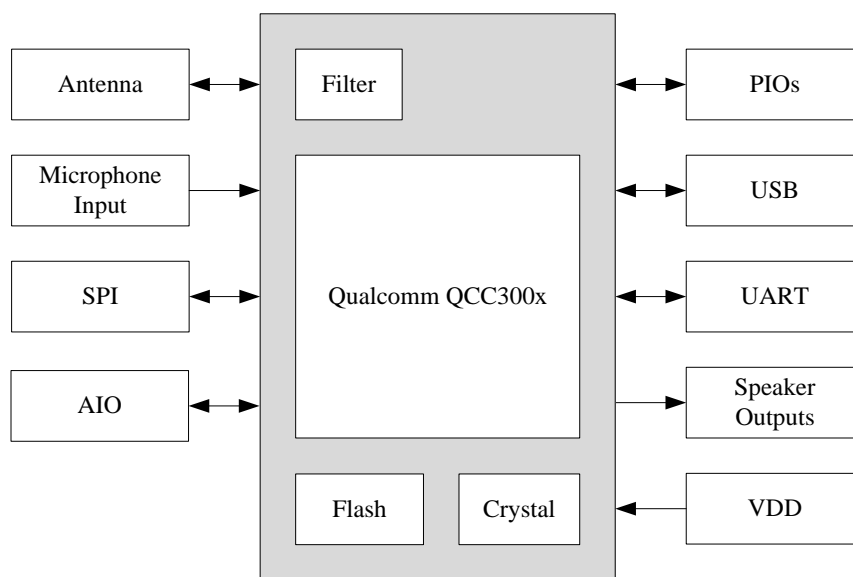 Antenna
Filter
PIOs
Microphone
Input
USB
SPI
Qualcomm QCC300x
UART
AIO
Speaker
Outputs
Flash
Crystal
VDD